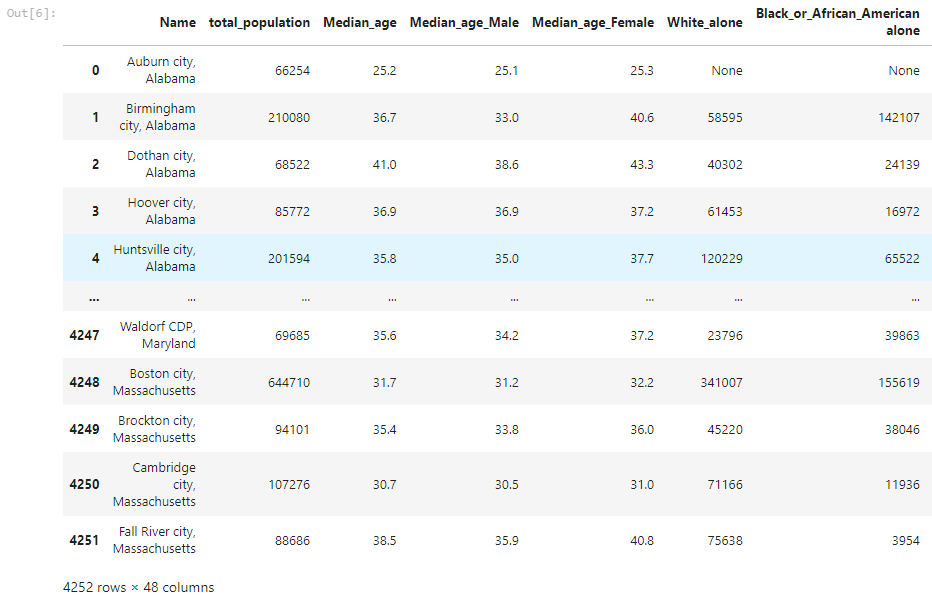 Out[6]:
Name total_population Median_age Median_age_Male Median_age_Female White_alone Black_or_African_American
alone
0 Auburn city,
Alabama 66254 25.2 25.1 25.3 None None
1 Birmingham
city, Alabama 210080 36.7 33.0 40.6 58595 142107
2 Dothan city,
Alabama 68522 41.0 38.6 43.3 40302 24139
3 Hoover city,
Alabama 85772 36.9 36.9 37.2 61453 16972
4 Huntsville city,
Alabama 201594 35.8 35.0 37.7 120229 65522
... ... ... ... ... ... ... ...
4247 Waldorf CDP,
Maryland 69685 35.6 34.2 37.2 23796 39863
4248 Boston city,
Massachusetts 644710 31.7 31.2 32.2 341007 155619
4249 Brockton city,
Massachusetts 94101 35.4 33.8 36.0 45220 38046
4250 Cambridge
city,
Massachusetts 107276 30.7 30.5 31.0 71166 11936
4251 Fall River city,
Massachusetts 88686 38.5 35.9 40.8 75638 3954
4252 rows × 48 columns